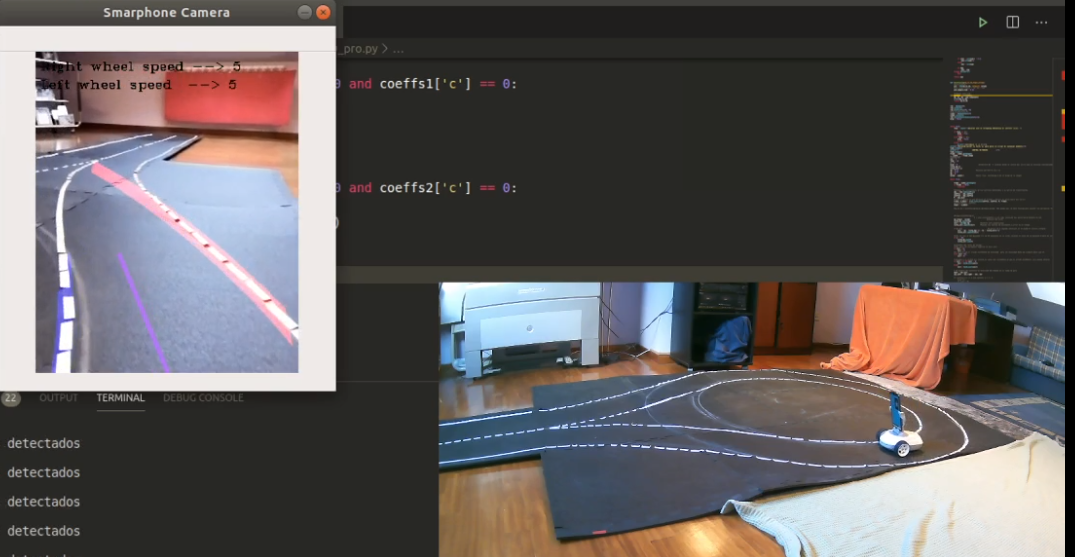 Smarphone Camera
Right wheel speed --> 5
Left wheel speed --> 5
_pro.py > ...
0 and coeffs1['c'] == 0:
0 and coeffs2['c'] == 0:
)
22 OUTPUT TERMINAL DEBUG CONSOLE
detectados
detectados
detectados
detectados